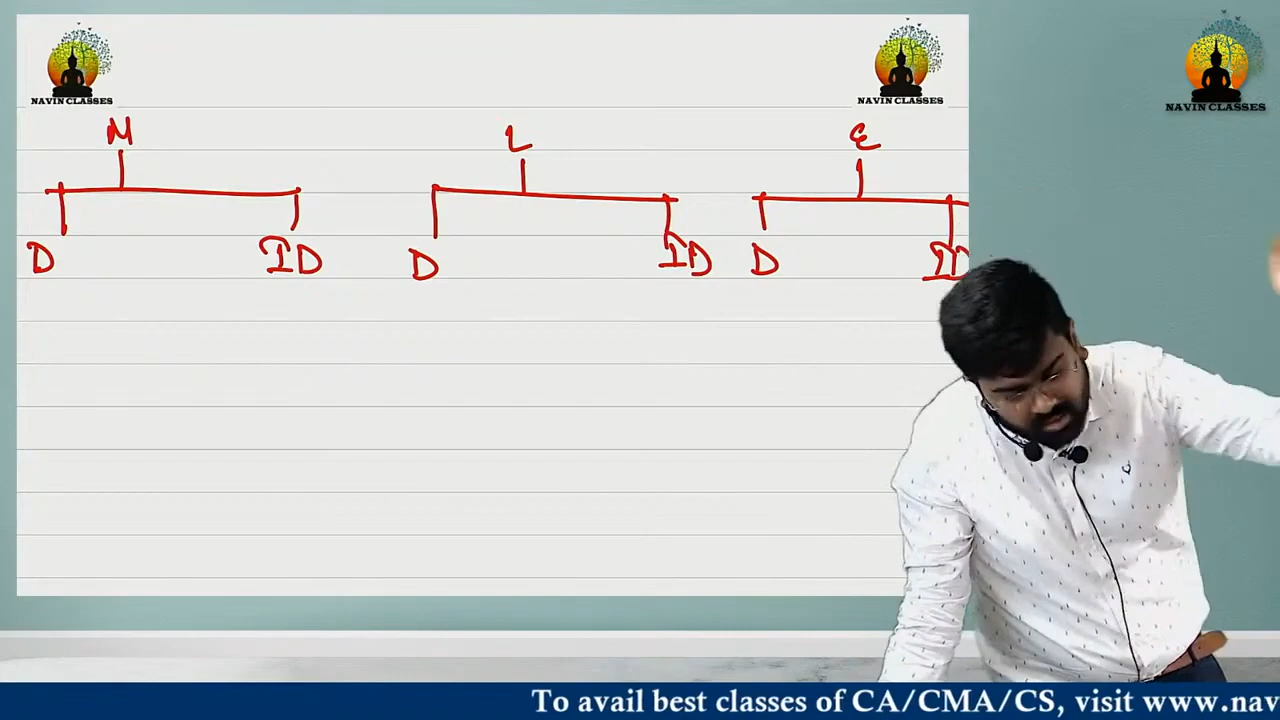 NAVIN CLASSES
NAVIN CLASSES
NAVIN CLASSES
M L E
D ID D ID D ID
To avail best classes of CA/CMA/CS, visit www.nav